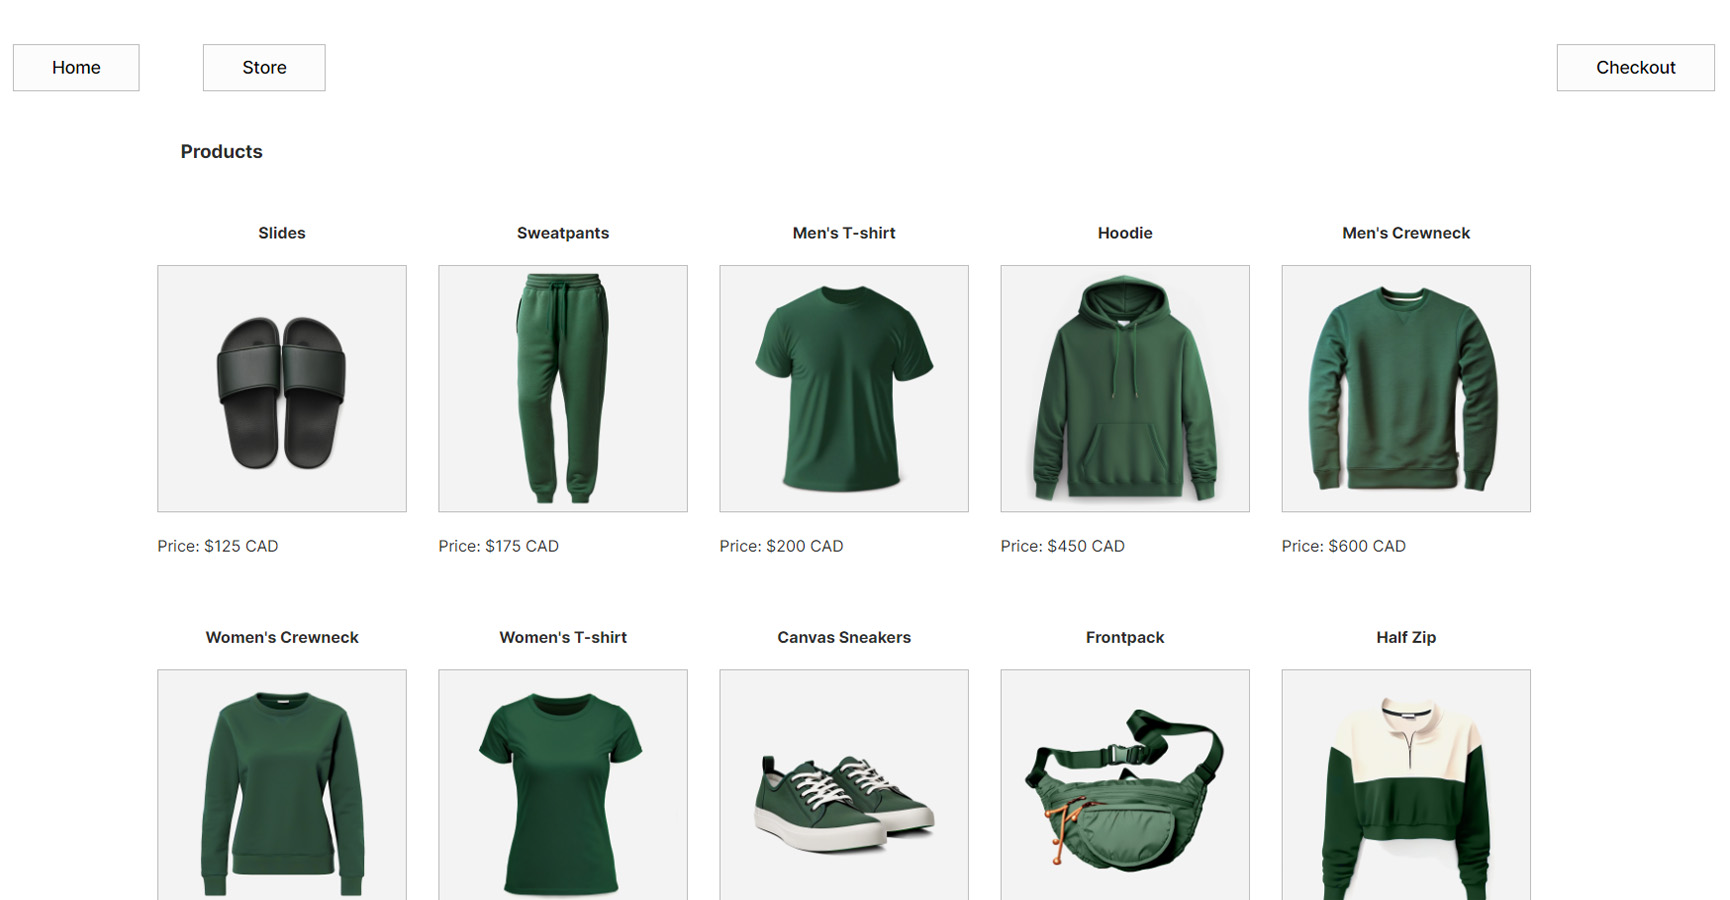 Home
Store
Checkout
Products
Slides
Sweatpants
Men's T-shirt
Hoodie
Men's Crewneck
Price: $125 CAD
Price: $175 CAD
Price: $200 CAD
Price: $450 CAD
Price: $600 CAD
Women's Crewneck
Women's T-shirt
Canvas Sneakers
Frontpack
Half Zip